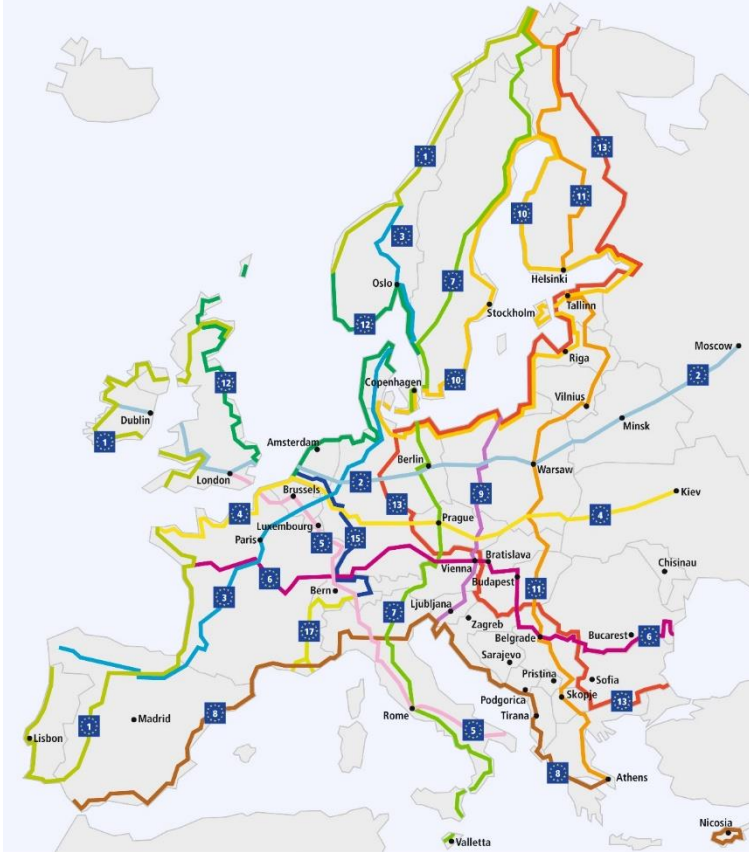 1
13
3
11
10
7
Oslo
Helsinki
Stockholm
Tallinn
12
Moscow
Riga
2
12
Copenhagen
10
Vilnius
Dublin
Minsk
1
Amsterdam
Berlin
Warsaw
London
2
9
Kiev
Brussels
13
4
4
Luxembourg
Prague
5
15
Paris
Vienna
Bratislava
Chisinau
6
Budapest
11
Bern
3
Ljubljana
7
17
Zagreb
Belgrade
Bucarest
6
Sarajevo
Pristina
Sofia
Podgorica
Skopje
13
Madrid
1
8
Rome
Tirana
Lisbon
5
8
Athens
Nicosia
Valletta